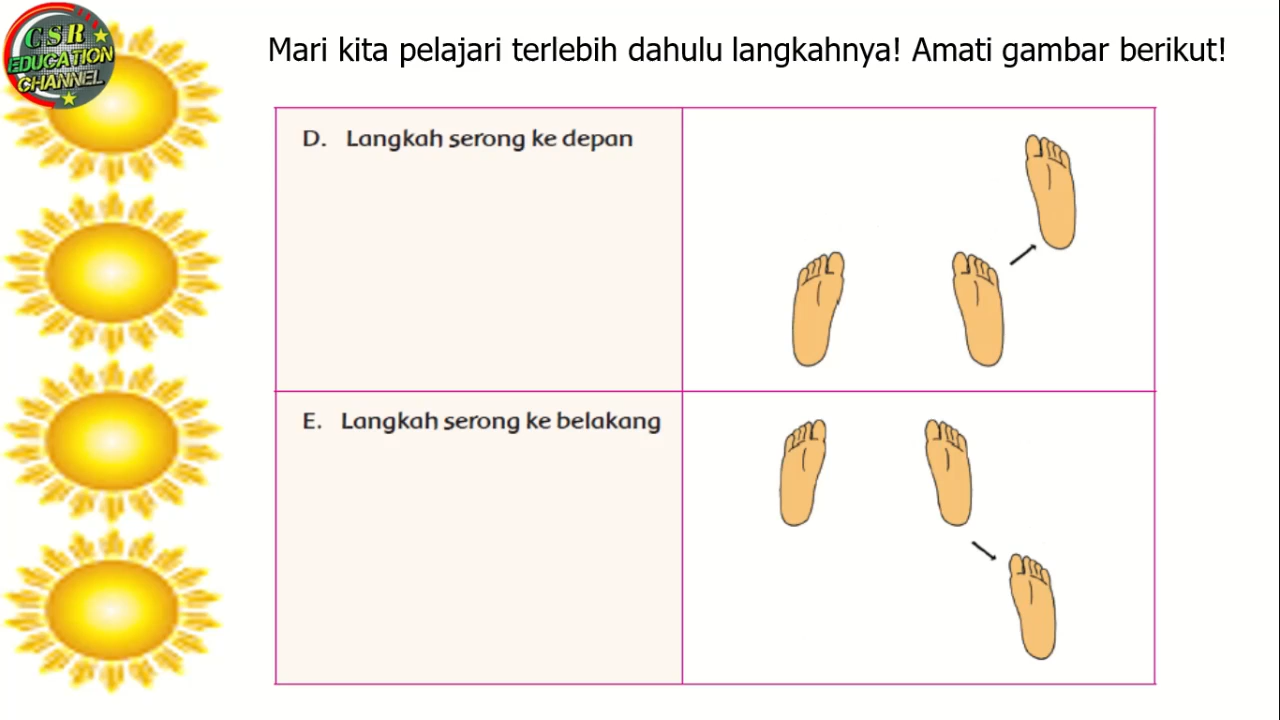 CSR
EDUCATION
CHANNEL
Mari kita pelajari terlebih dahulu langkahnya! Amati gambar berikut!
D. Langkah serong ke depan
E. Langkah serong ke belakang